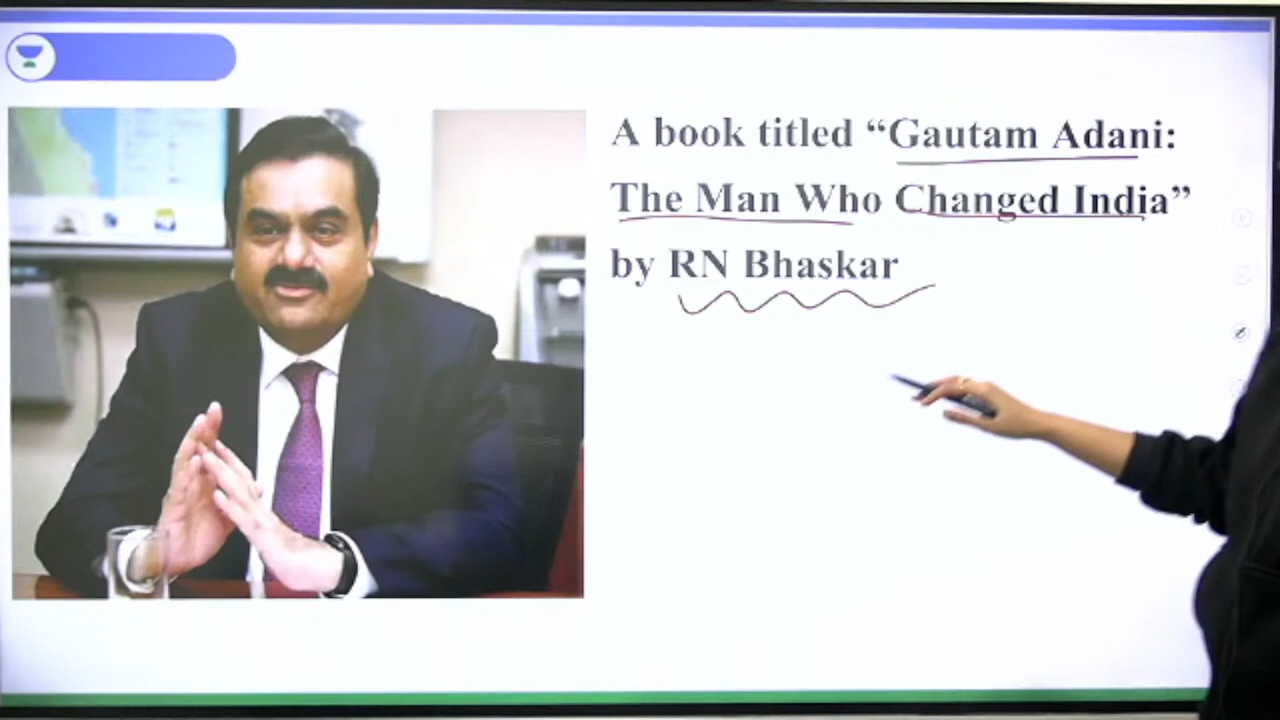 A book titled “Gautam Adani:
The Man Who Changed India”
by RN Bhaskar